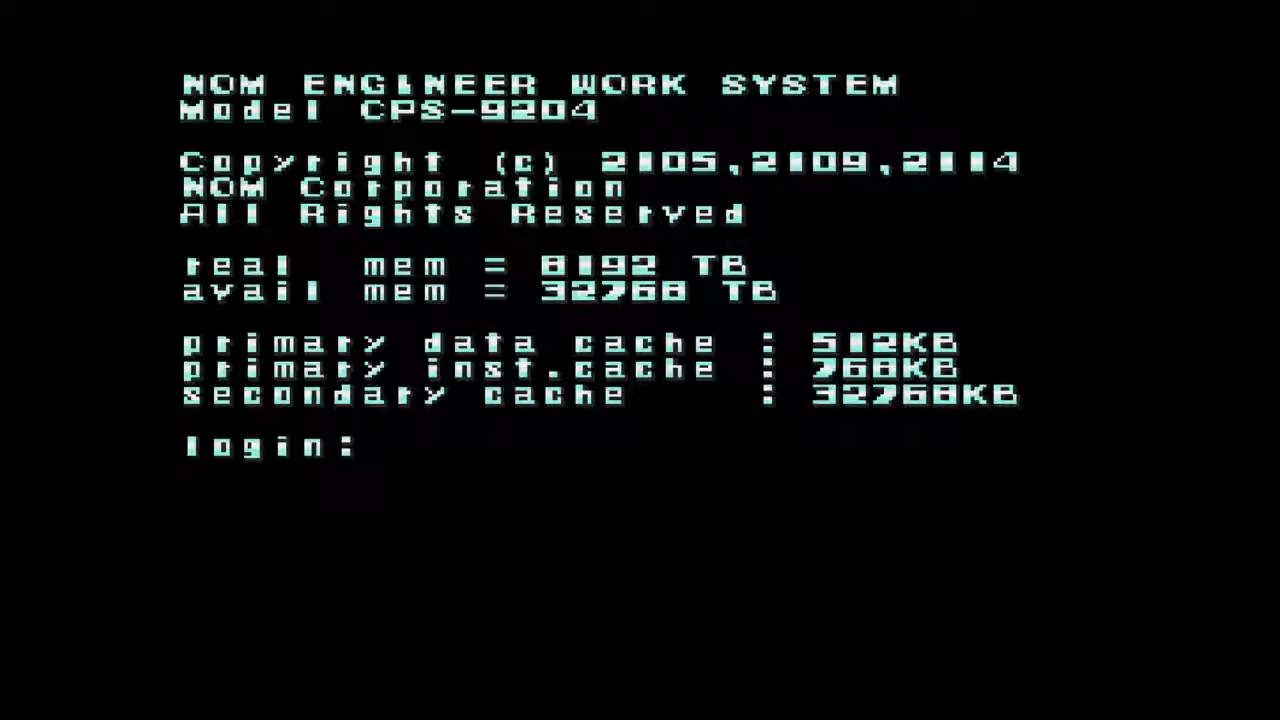 NOM ENGINEER WORK SYSTEM
Model CPS-9204
Copyright (c) 2105,2109,2114
NOM Corporation
All Rights Reserved
real mem = 8192 TB
avail mem = 32768 TB
primary data cache : 512KB
primary inst.cache : 768KB
secondary cache : 32768KB
login: